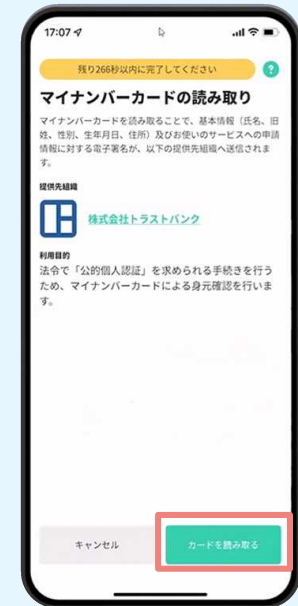 17:07
残り266秒以内に完了してください
?
マイナンバーカードの読み取り
マイナンバーカードを読み取ることで、基本情報（氏名、旧
姓、性別、生年月日、住所）及びお使いのサービスへの申請
情報に対する電子署名が、以下の提供先組織へ送信されま
す。
提供先組織
株式会社トラストバンク
利用目的
法令で「公的個人認証」を求められる手続きを行う
ため、マイナンバーカードによる身元確認を行いま
す。
キャンセル
カードを読み取る